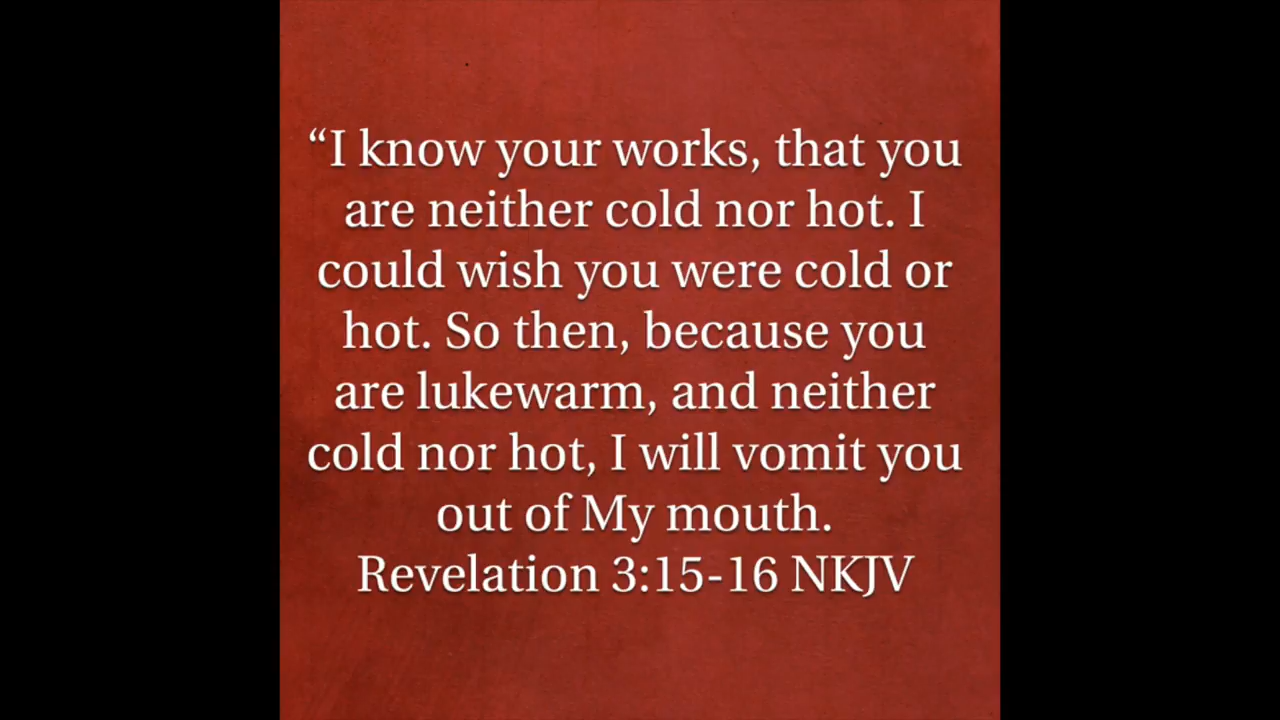 “I know your works, that you
are neither cold nor hot. I
could wish you were cold or
hot. So then, because you
are lukewarm, and neither
cold nor hot, I will vomit you
out of My mouth.
Revelation 3:15-16 NKJV